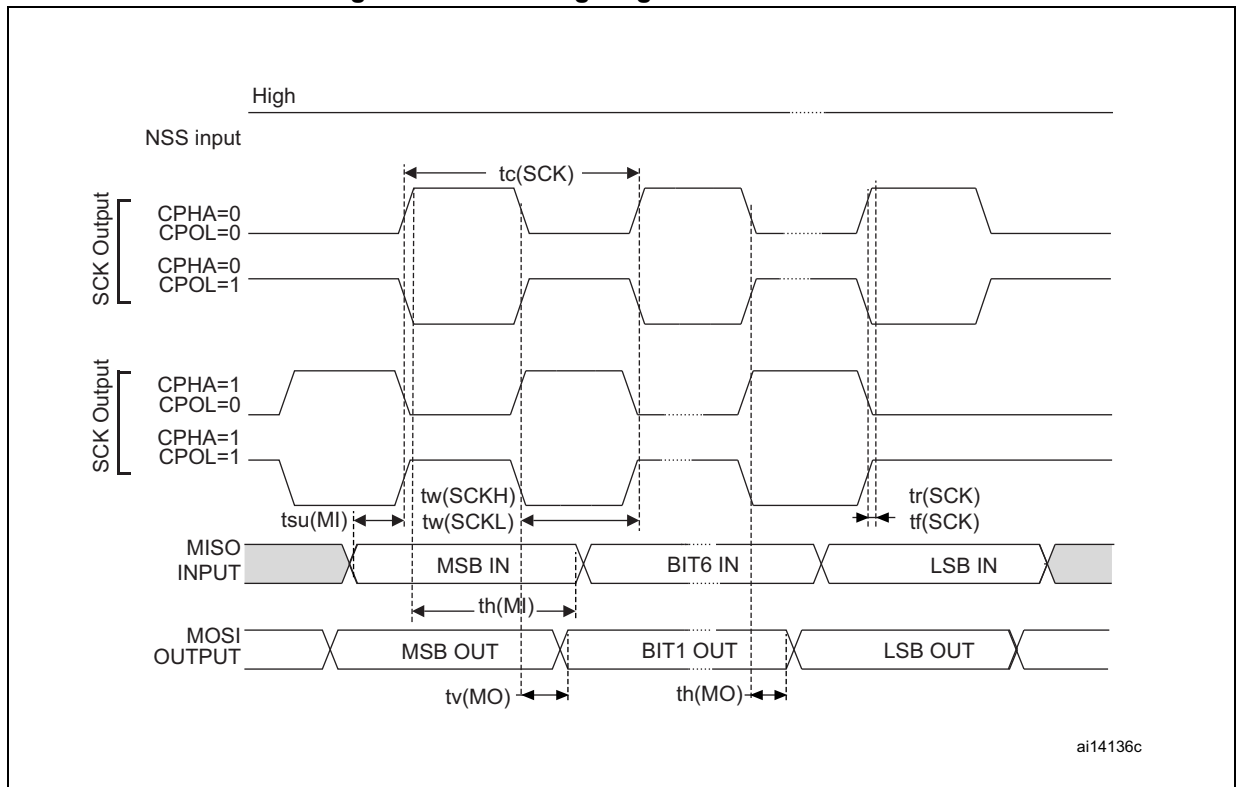 High
NSS input
tc(SCK)
SCK Output
CPHA=0
CPOL=0
CPHA=0
CPOL=1
SCK Output
CPHA=1
CPOL=0
CPHA=1
CPOL=1
tw(SCKH)
tw(SCKL)
tr(SCK)
tf(SCK)
tsu(MI)
MISO
INPUT
MSB IN
BIT6 IN
LSB IN
th(MI)
MOSI
OUTPUT
MSB OUT
BIT1 OUT
LSB OUT
tv(MO)
th(MO)
ai14136c